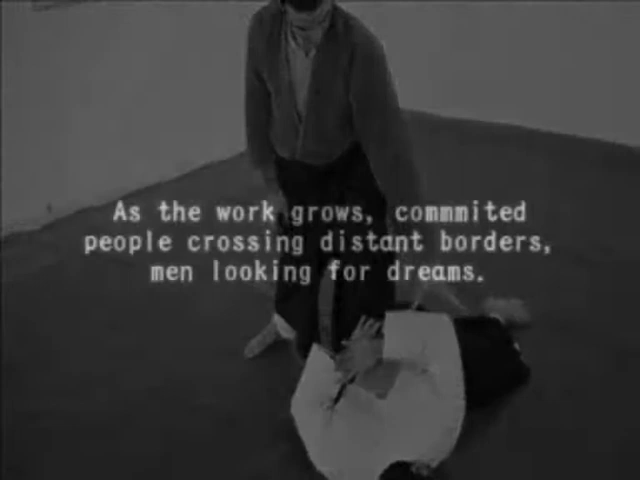 As the work grows, commmited
people crossing distant borders,
men looking for dreams.